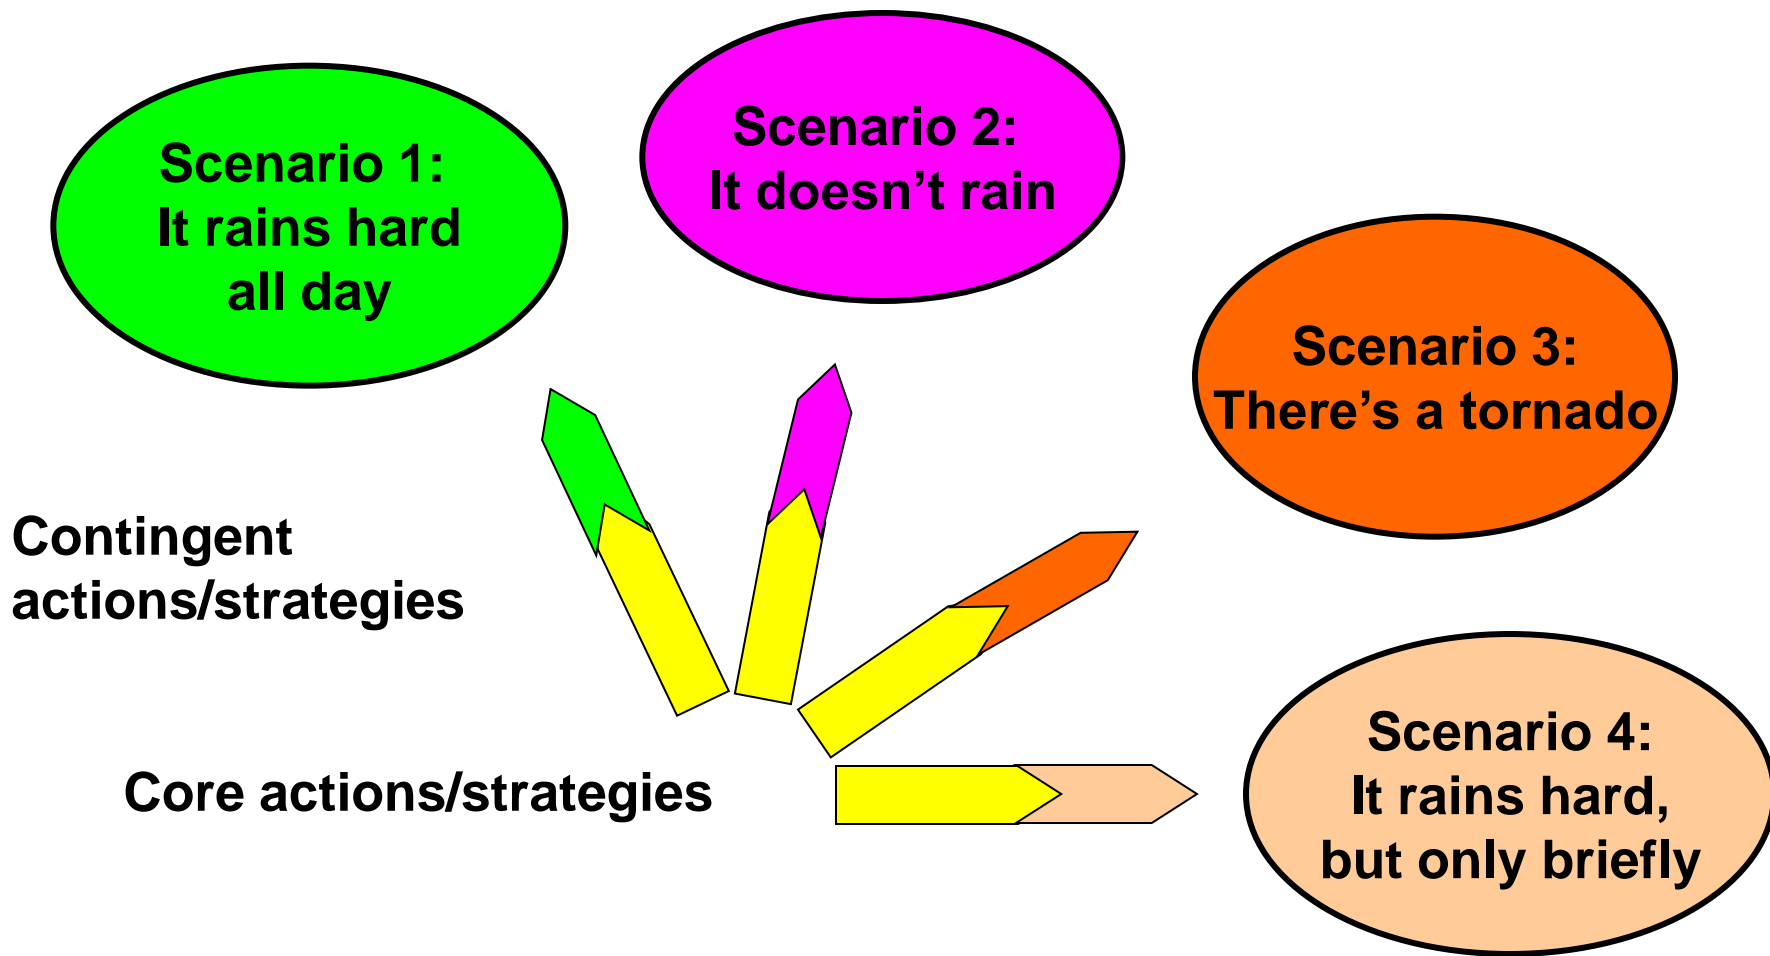 Scenario 1:
It rains hard
all day
Scenario 2:
It doesn’t rain
Scenario 3:
There’s a tornado
Contingent
actions/strategies
Core actions/strategies
Scenario 4:
It rains hard,
but only briefly